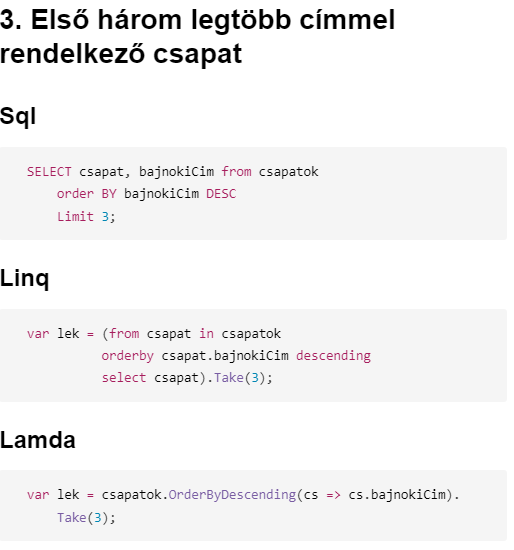 3. Első három legtöbb címmel
rendelkező csapat
Sql
SELECT csapat, bajnokiCim from csapatok
order BY bajnokiCim DESC
Limit 3;
Linq
var lek = (from csapat in csapatok
orderby csapat.bajnokiCim descending
select csapat).Take(3);
Lamda
var lek = csapatok.OrderByDescending(cs => cs.bajnokiCim).
Take(3);